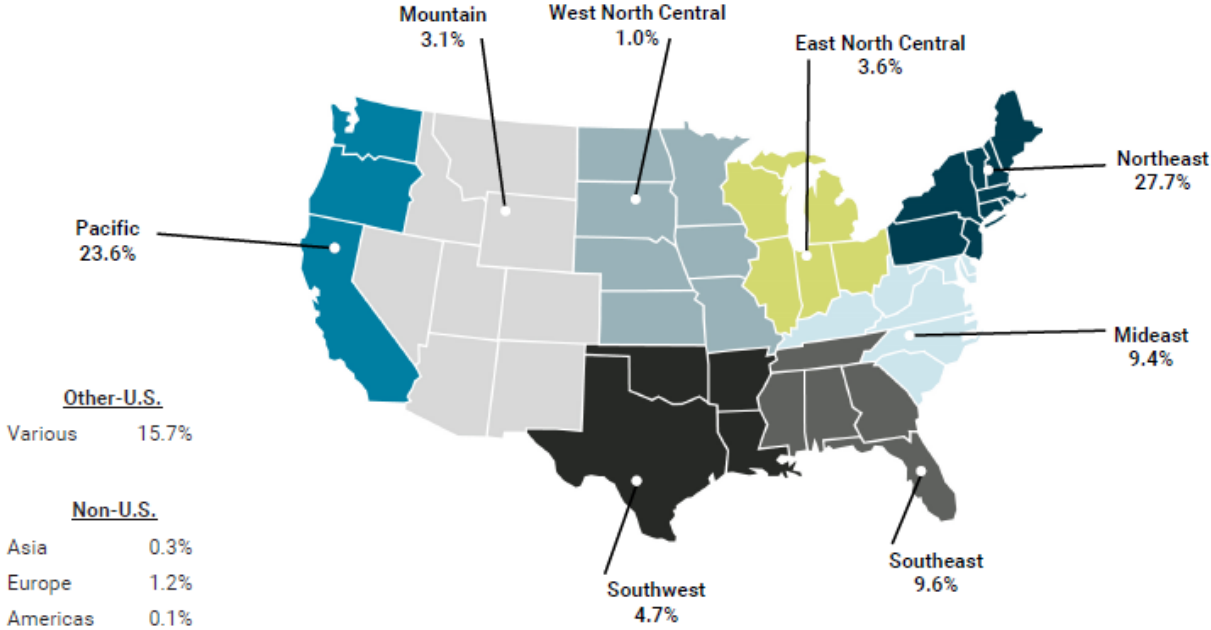 Mountain
3.1%
West North Central
1.0%
East North Central
3.6%
Northeast
27.7%
Pacific
23.6%
Mideast
9.4%
Other-U.S.
Various 15.7%
Non-U.S.
Asia 0.3%
Europe 1.2%
Americas 0.1%
Southwest
4.7%
Southeast
9.6%